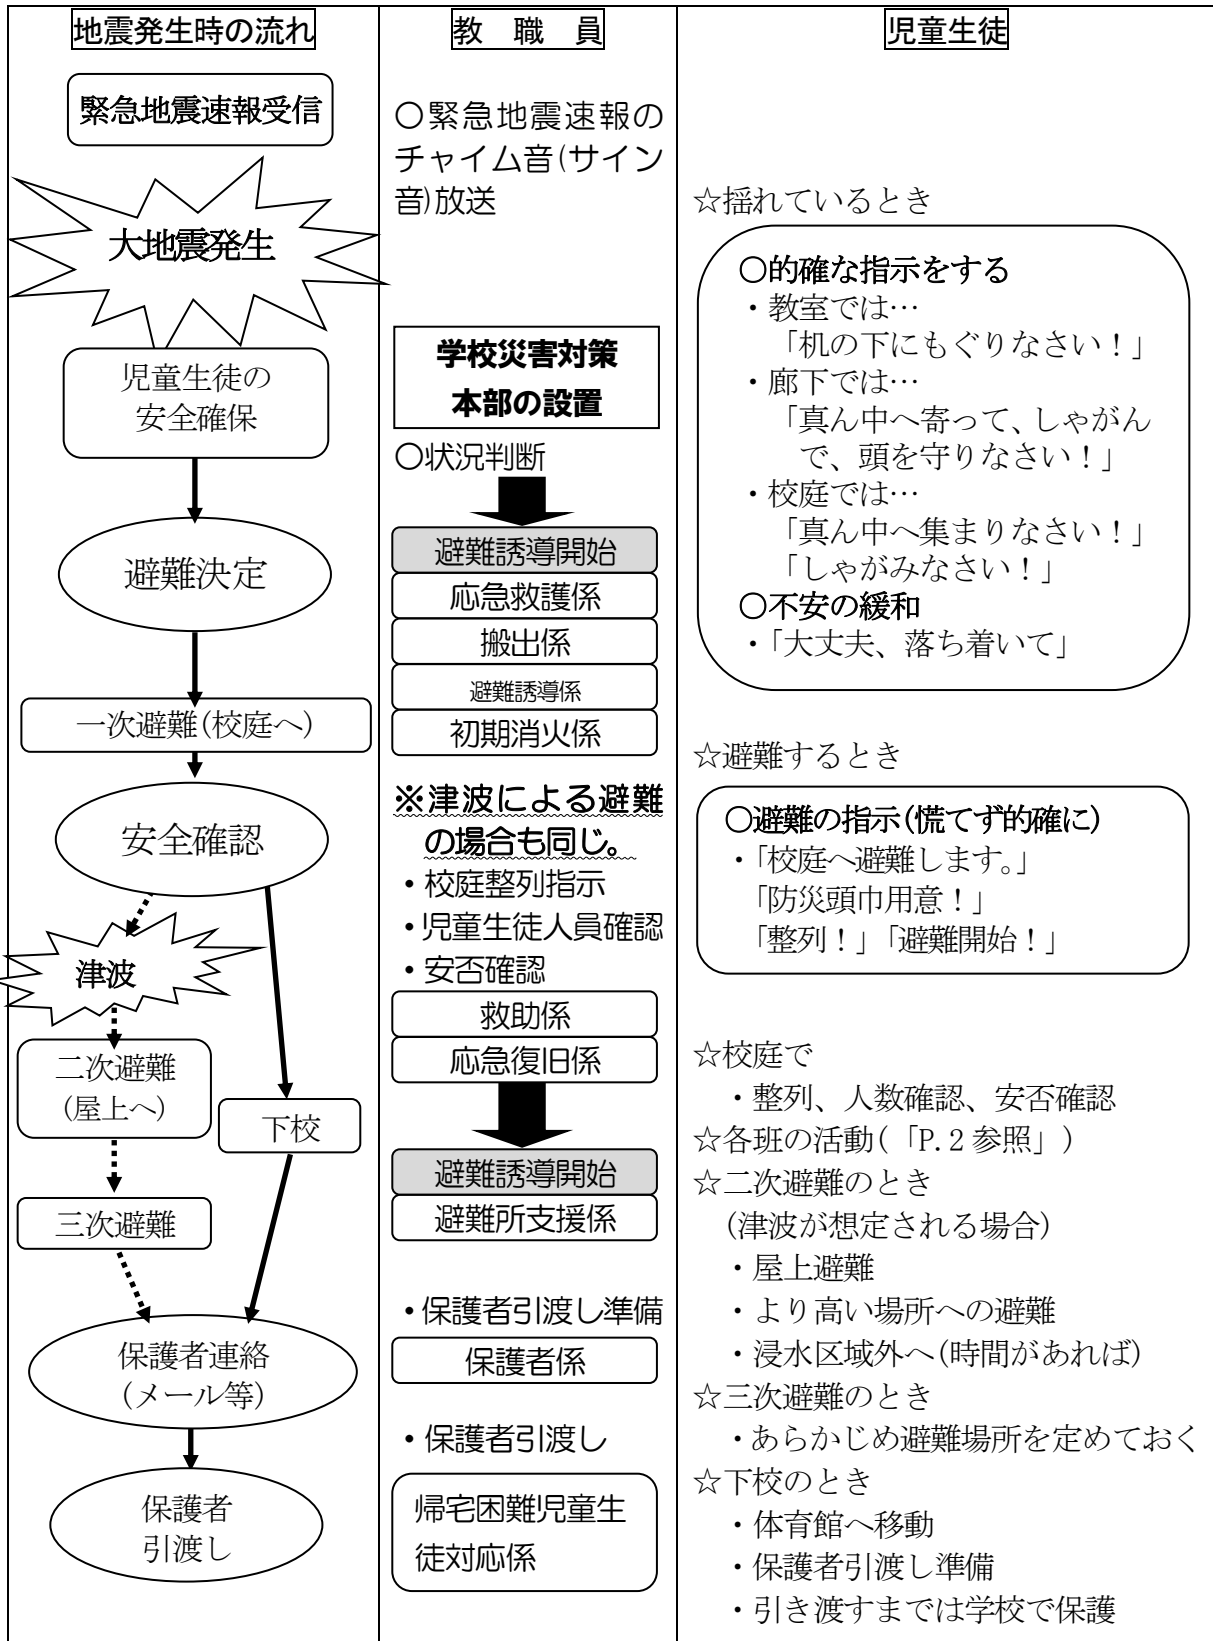 地震発生時の流れ
緊急地震速報受信
大地震発生
児童生徒の
安全確保
避難決定
一次避難(校庭へ)
安全確認
津波
二次避難
(屋上へ)
下校
三次避難
保護者連絡
(メール等)
保護者
引渡し
教 職 員
○緊急地震速報の
チャイム音(サイン
音)放送
学校災害対策
本部の設置
○状況判断
避難誘導開始
応急救護係
搬出係
避難誘導係
初期消火係
※津波による避難
の場合も同じ。
・校庭整列指示
・児童生徒人員確認
・安否確認
救助係
応急復旧係
避難誘導開始
避難所支援係
・保護者引渡し準備
保護者係
・保護者引渡し
帰宅困難児童生
徒対応係
児童生徒
☆揺れているとき
○的確な指示をする
・教室では…
「机の下にもぐりなさい！」
・廊下では…
「真ん中へ寄って、しゃがん
で、頭を守りなさい！」
・校庭では…
「真ん中へ集まりなさい！」
「しゃがみなさい！」
○不安の緩和
・「大丈夫、落ち着いて」
☆避難するとき
○避難の指示(慌てず的確に)
・「校庭へ避難します。」
「防災頭巾用意！」
「整列！」「避難開始！」
☆校庭で
・整列、人数確認、安否確認
☆各班の活動(「P.2 参照」)
☆二次避難のとき
(津波が想定される場合)
・屋上避難
・より高い場所への避難
・浸水区域外へ(時間があれば)
☆三次避難のとき
・あらかじめ避難場所を定めておく
☆下校のとき
・体育館へ移動
・保護者引渡し準備
・引き渡すまでは学校で保護